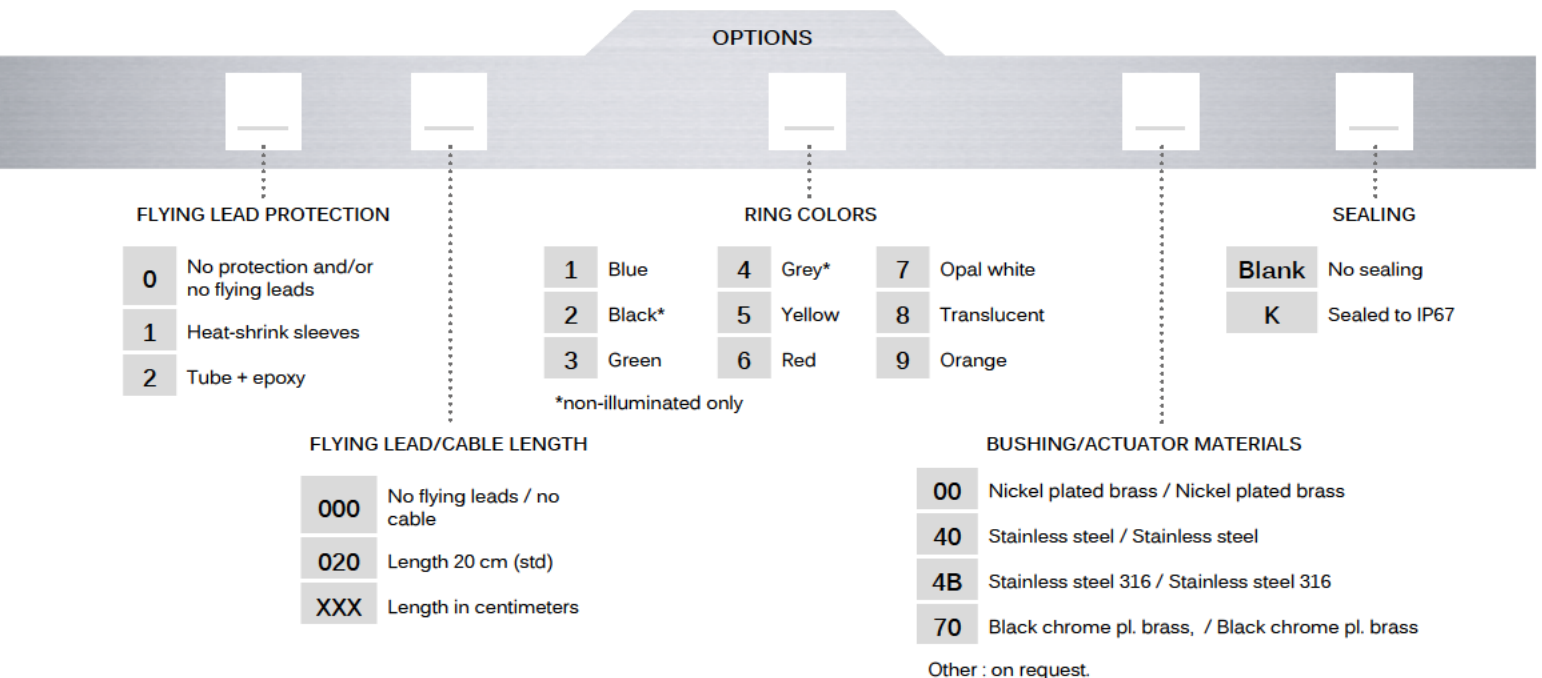 OPTIONS
FLYING LEAD PROTECTION
0 No protection and/or
no flying leads
1 Heat-shrink sleeves
2 Tube + epoxy
FLYING LEAD/CABLE LENGTH
000 No flying leads / no
cable
020 Length 20 cm (std)
XXX Length in centimeters
RING COLORS
1 Blue
2 Black*
3 Green
4 Grey*
5 Yellow
6 Red
7 Opal white
8 Translucent
9 Orange
*non-illuminated only
BUSHING/ACTUATOR MATERIALS
00 Nickel plated brass / Nickel plated brass
40 Stainless steel / Stainless steel
4B Stainless steel 316 / Stainless steel 316
70 Black chrome pl. brass, / Black chrome pl. brass
Other : on request.
SEALING
Blank No sealing
K Sealed to IP67